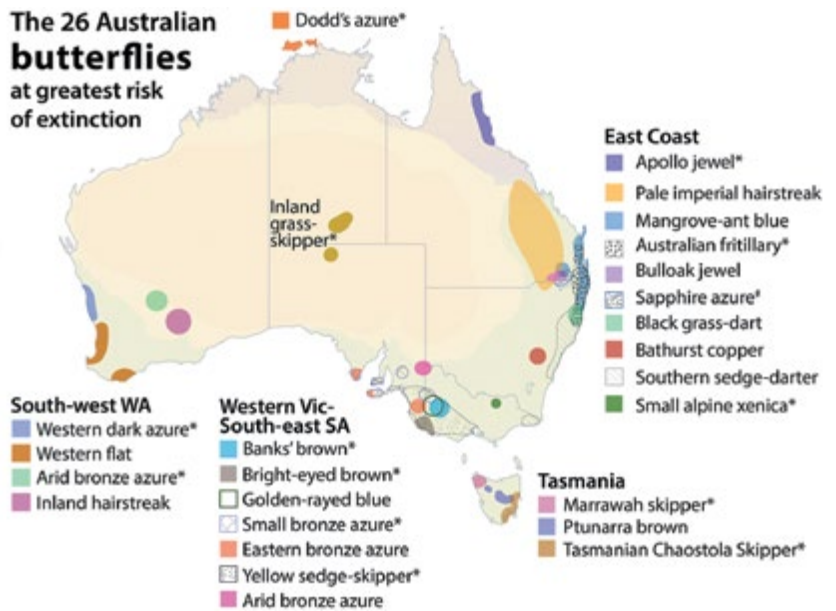 The 26 Australian
butterflies
at greatest risk
of extinction
Dodd's azure*
Inland
grass-
skipper*
East Coast
Apollo jewel*
Pale imperial hairstreak
Mangrove-ant blue
Australian fritillary*
Bulloak jewel
Sapphire azure*
Black grass-dart
Bathurst copper
Southern sedge-darter
Small alpine xenica*
South-west WA
Western dark azure*
Western flat
Arid bronze azure*
Inland hairstreak
Western Vic-
South-east SA
Banks' brown*
Bright-eyed brown*
Golden-rayed blue
Small bronze azure*
Eastern bronze azure
Yellow sedge-skipper*
Arid bronze azure
Tasmania
Marrawah skipper*
Ptunarra brown
Tasmanian Chaostola Skipper*